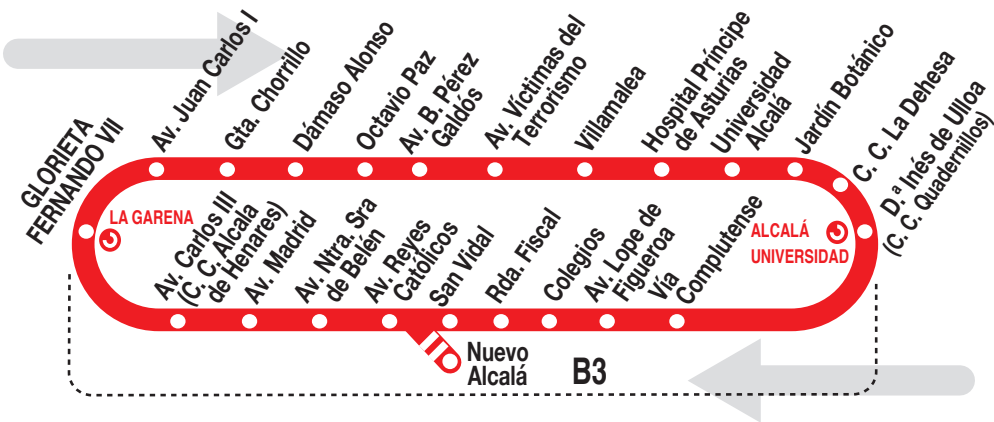 GLORIETA
FERNANDO VII
Av. Juan Carlos I
Gta. Chorrillo
Dámaso Alonso
Octavio Paz
Av. B. Pérez
Galdós
Av. Víctimas del
Terrorismo
Villamalea
Hospital Príncipe
de Asturias
Universidad
Alcalá
Jardín Botánico
C. C. La Dehesa
D.ª Inés de Ulloa
(C. C. Quadernillos)
LA GARENA
ALCALÁ
UNIVERSIDAD
Av. Carlos III
(C. C. Alcala
de Henares)
Av. Madrid
Av. Ntra. Sra
de Belén
Av. Reyes
Católicos
San Vidal
Rda. Fiscal
Colegios
Av. Lope de
Figueroa
Vía
Complutense
Nuevo
Alcalá
B3